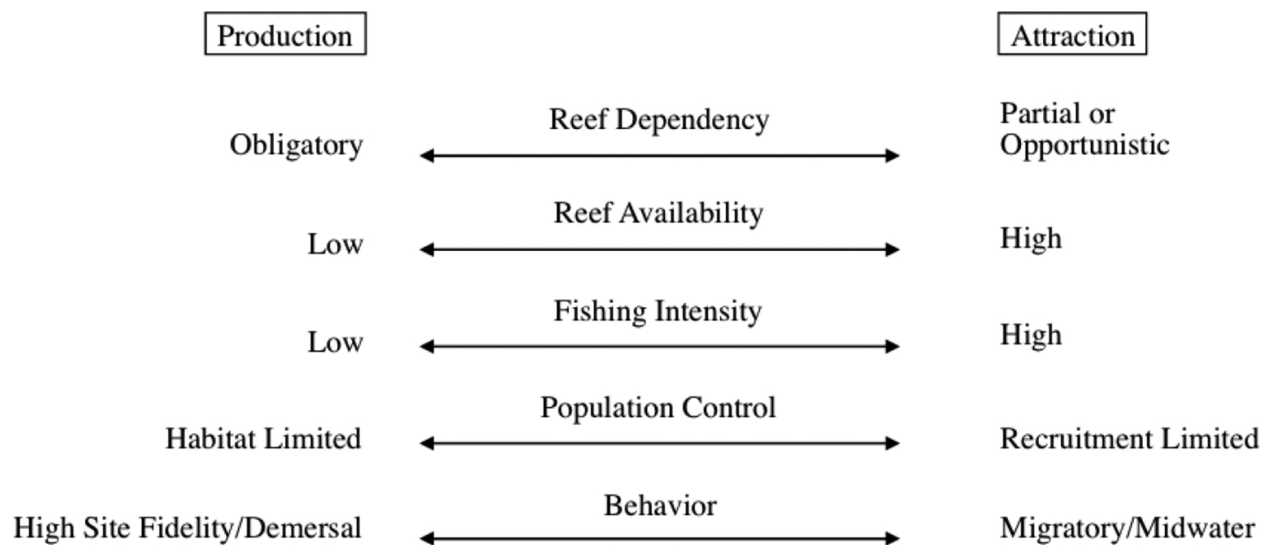 Production
Attraction
Reef Dependency
Obligatory
Partial or
Opportunistic
Reef Availability
Low
High
Fishing Intensity
Low
High
Population Control
Habitat Limited
Recruitment Limited
Behavior
High Site Fidelity/Demersal
Migratory/Midwater